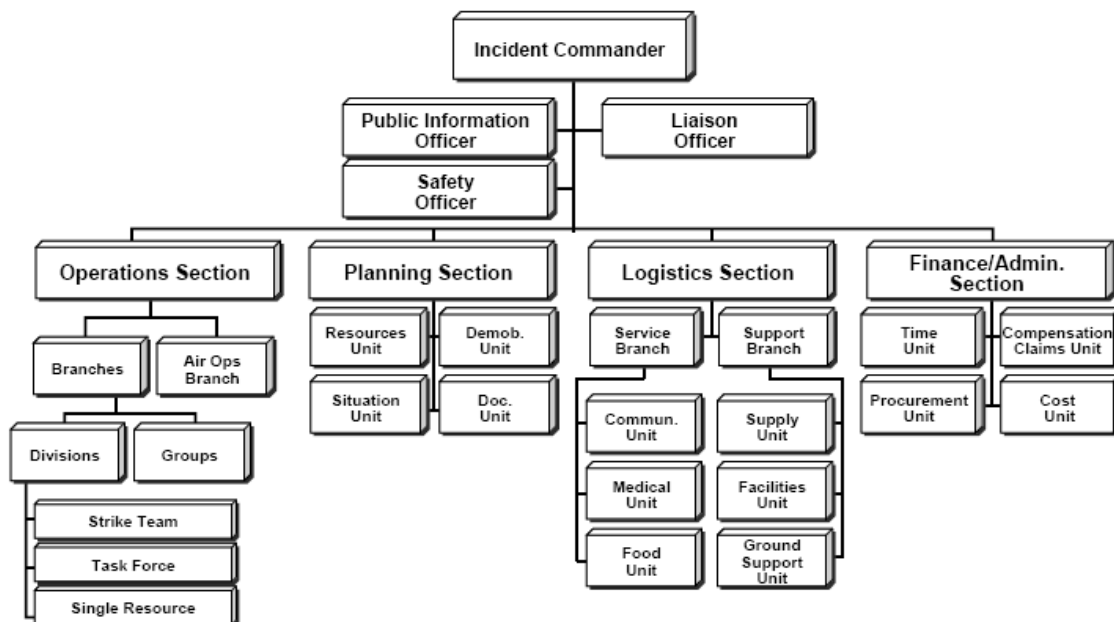 Incident Commander
Public Information
Officer
Liaison
Officer
Safety
Officer
Operations Section
Planning Section
Logistics Section
Finance/Admin.
Section
Branches
Air Ops
Branch
Resources
Unit
Demob.
Unit
Service
Branch
Support
Branch
Time
Unit
Compensation
Claims Unit
Situation
Unit
Doc.
Unit
Procurement
Unit
Cost
Unit
Divisions
Groups
Commun.
Unit
Supply
Unit
Medical
Unit
Facilities
Unit
Strike Team
Task Force
Single Resource
Food
Unit
Ground
Support
Unit